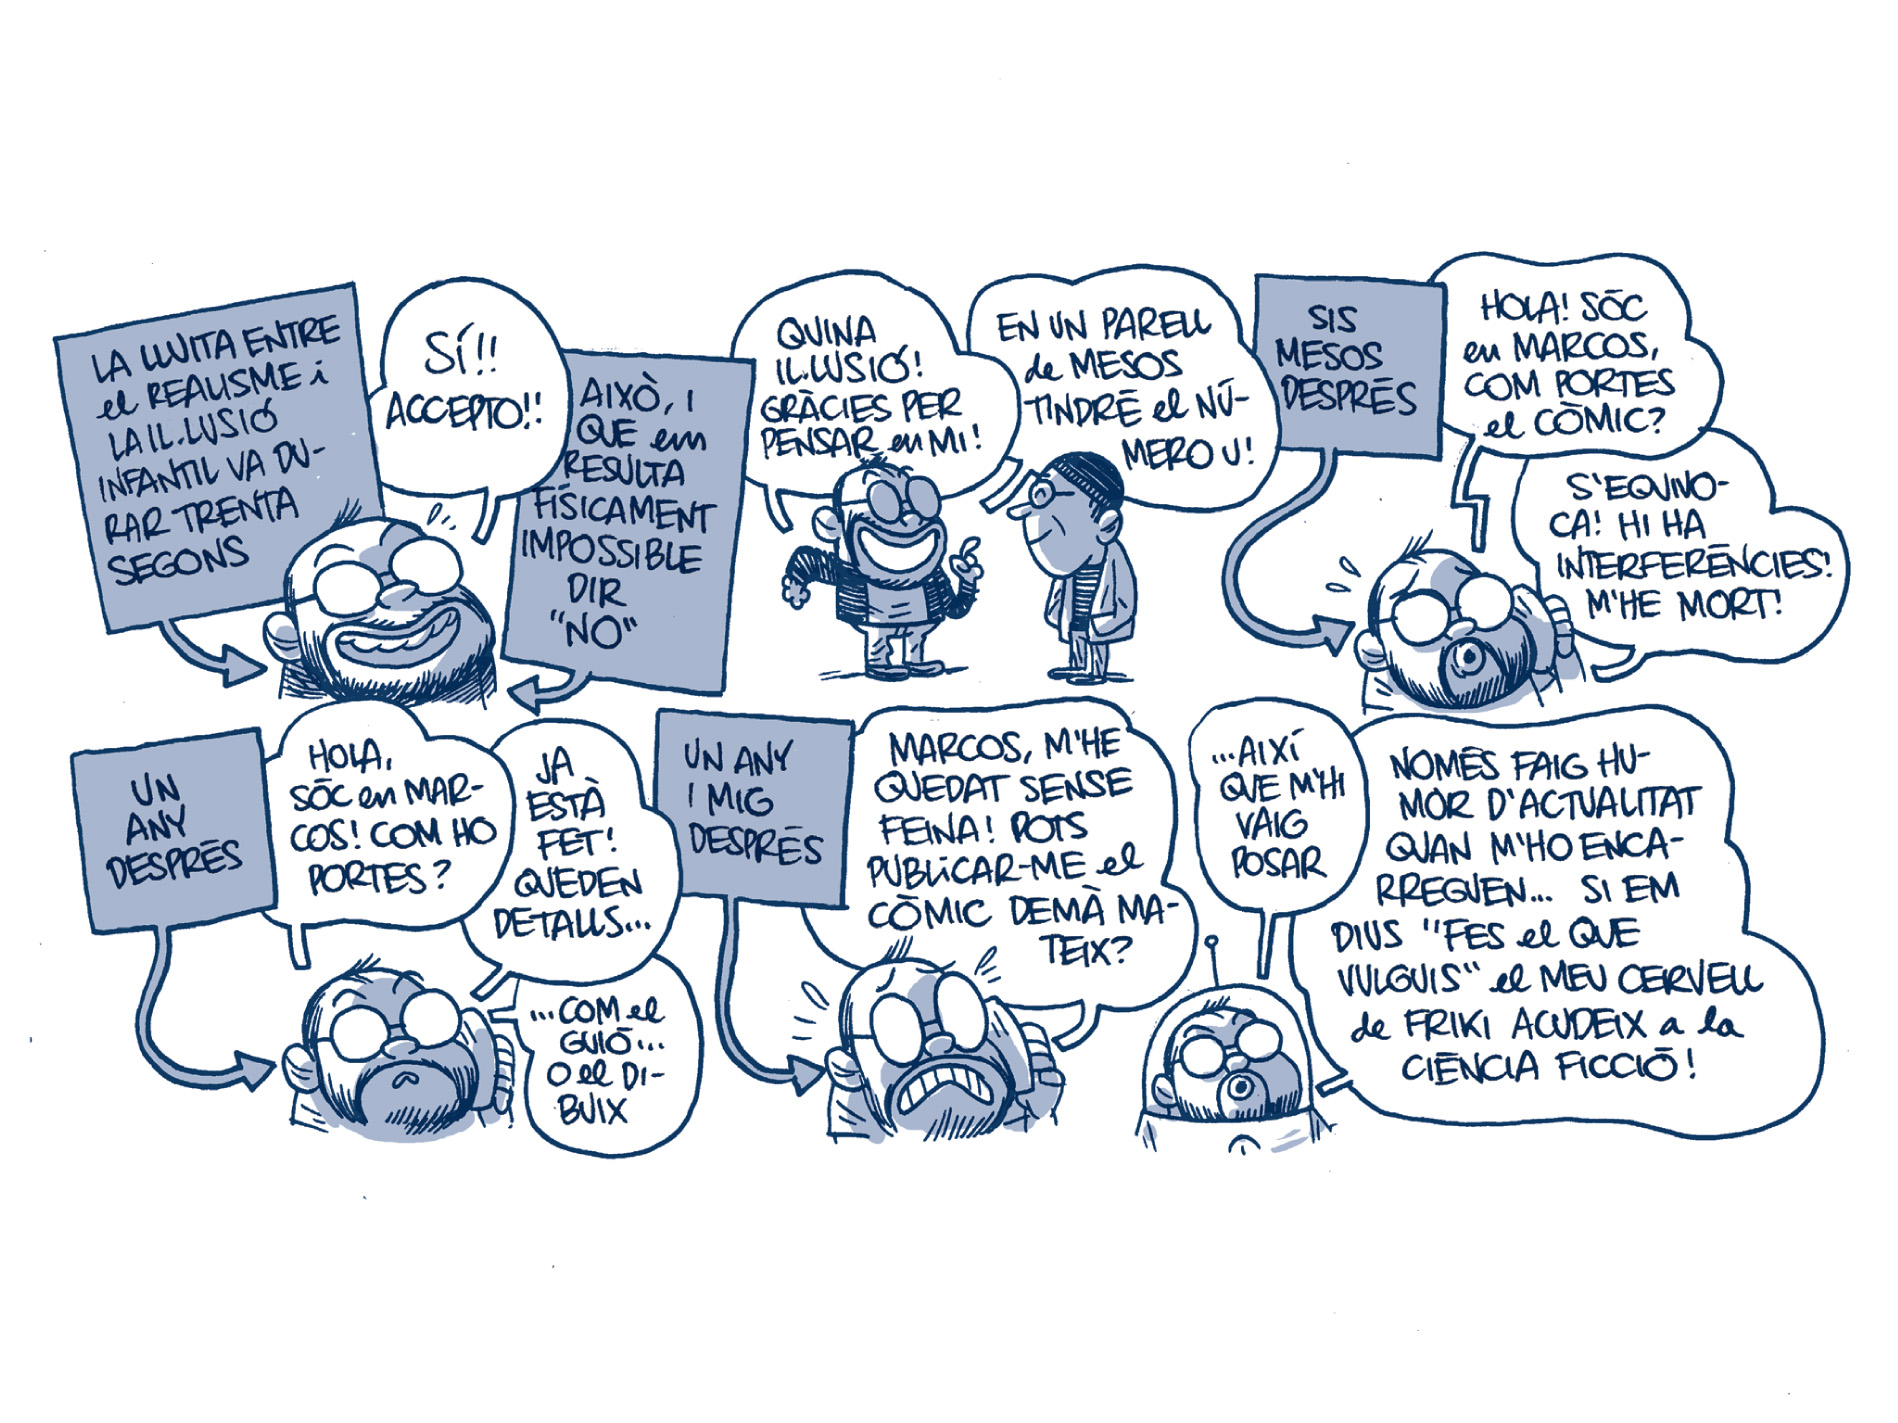 LA LLUITA ENTRE
el REALISME i
LA IL.LUSIÓ
INFANTIL VA DU-
RAR TRENTA
SEGONS
SÍ!!
ACCEPTO!!
AIXÒ, I
QUE em
RESULTA
FÍSICAMENT
IMPOSSIBLE
DIR
"NO"
QUINA
IL.LUSIÓ!
GRÀCIES PER
PENSAR en MI!
EN UN PARELL
de MESOS
TINDRÉ el NÚ-
MERO U!
SIS
MESOS
DESPRÉS
HOLA! SÓC
en MARCOS,
COM PORTES
el CÒMIC?
S'EQUIVO-
CA! HI HA
INTERFERÈNCIES!
M'HE MORT!
UN
ANY
DESPRÉS
HOLA,
SÓC en MAR-
COS! COM HO
PORTES?
JA
ESTÀ
FET!
QUEDEN
DETALLS...
...COM el
GUIÓ...
O el DI-
BUIX
UN ANY
I MIG
DESPRÉS
MARCOS, M'HE
QUEDAT SENSE
FEINA! POTS
PUBLICAR-ME el
CÒMIC DEMÀ MA-
TEIX?
...AIXÍ
QUE M'HI
VAIG
POSAR
NOMÉS FAIG HU-
MOR D'ACTUALITAT
QUAN M'HO ENCA-
RREGUEN... SI EM
DIUS "FES el QUE
VULGUIS" el MEU CERVELL
de FRIKI ACUDEIX a la
CIÈNCIA FICCIÓ!